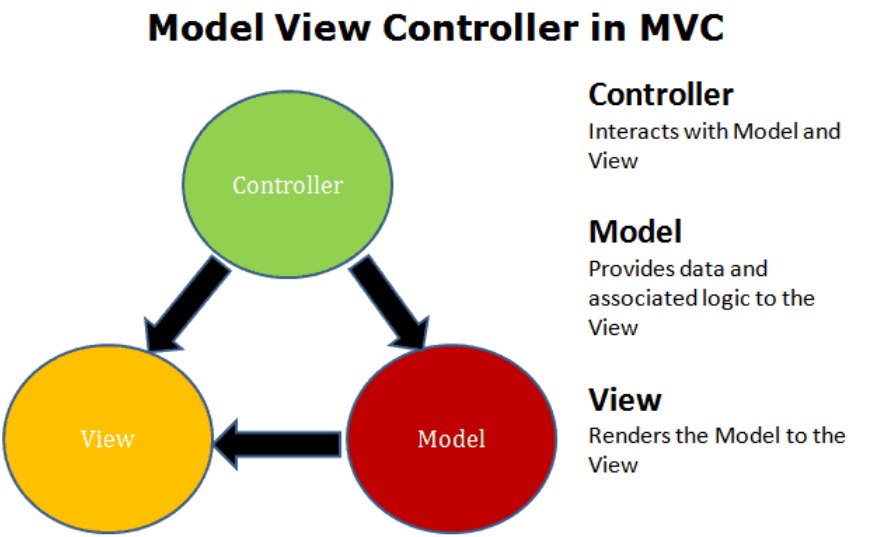 Model View Controller in MVC
Controller
Controller
Interacts with Model and
View
Model
Provides data and
associated logic to the
View
View
Model
View
Renders the Model to the
View